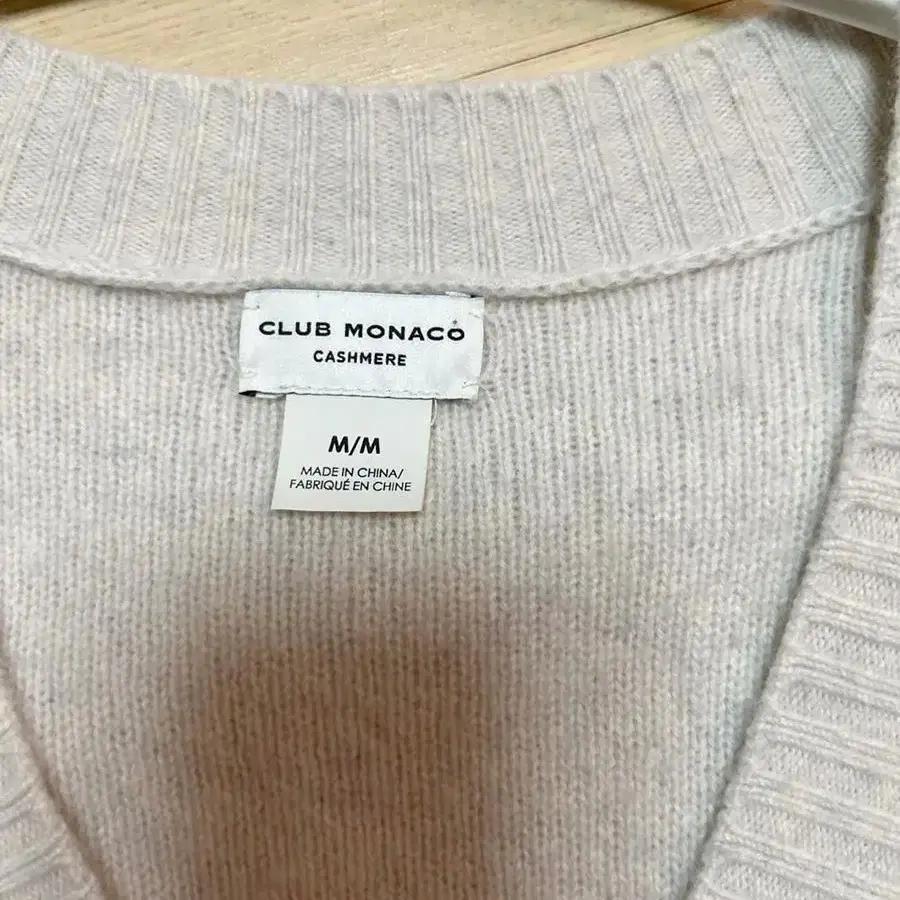 CLUB MONACO
CASHMERE
M/M
MADE IN CHINA/
FABRIQUÉ EN CHINE